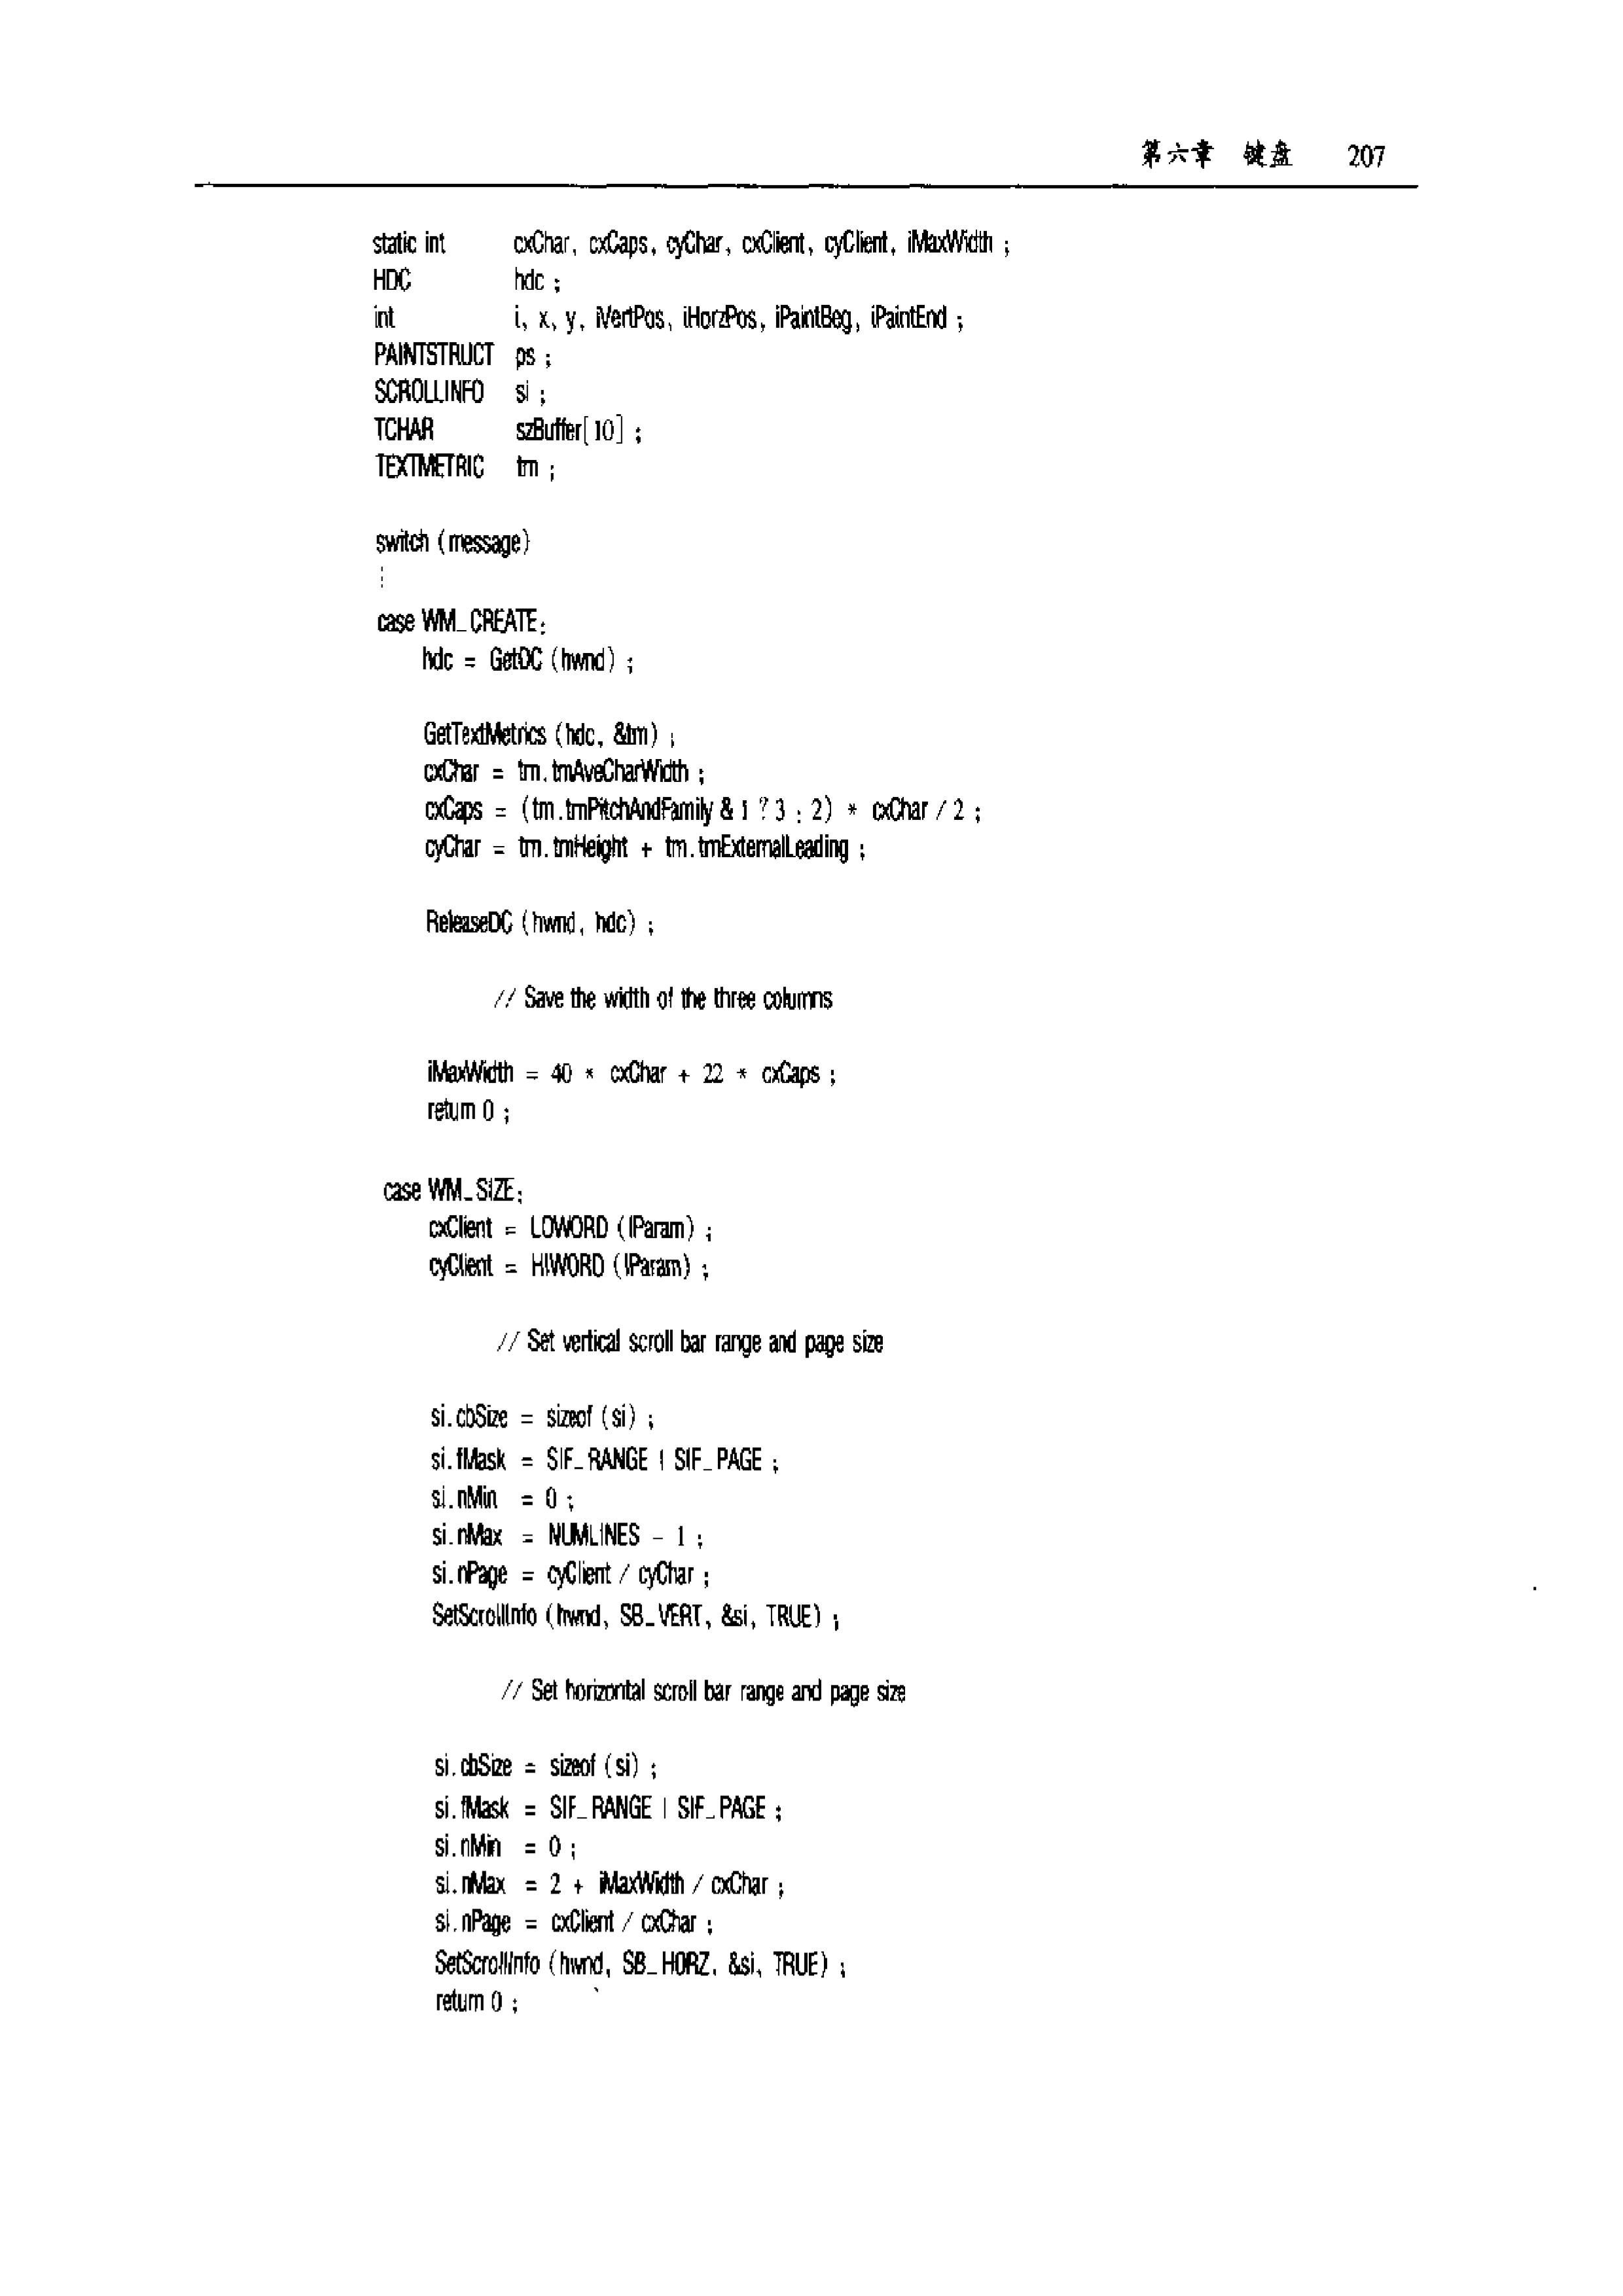 第六章 键盘 207
static int cxChar, cxCaps, cyChar, cxClient, cyClient, iMaxWidth ;
HDC hdc ;
int i, x, y, iVertPos, iHorzPos, iPaintBeg, iPaintEnd ;
PAINTSTRUCT ps ;
SCROLLINFO si ;
TCHAR szBuffer[10] ;
TEXTMETRIC tm ;
switch (message)
⋮
case WM_CREATE:
hdc = GetDC (hwnd) ;
GetTextMetrics (hdc, &tm) ;
cxChar = tm.tmAveCharWidth ;
cxCaps = (tm.tmPitchAndFamily & 1 ? 3 : 2) * cxChar / 2 ;
cyChar = tm.tmHeight + tm.tmExternalLeading ;
ReleaseDC (hwnd, hdc) ;
// Save the width of the three columns
iMaxWidth = 40 * cxChar + 22 * cxCaps ;
return 0 ;
case WM_SIZE:
cxClient = LOWORD (lParam) ;
cyClient = HIWORD (lParam) ;
// Set vertical scroll bar range and page size
si.cbSize = sizeof (si) ;
si.fMask = SIF_RANGE | SIF_PAGE ;
si.nMin = 0 ;
si.nMax = NUMLINES - 1 ;
si.nPage = cyClient / cyChar ;
SetScrollInfo (hwnd, SB_VERT, &si, TRUE) ;
// Set horizontal scroll bar range and page size
si.cbSize = sizeof (si) ;
si.fMask = SIF_RANGE | SIF_PAGE ;
si.nMin = 0 ;
si.nMax = 2 + iMaxWidth / cxChar ;
si.nPage = cxClient / cxChar ;
SetScrollInfo (hwnd, SB_HORZ, &si, TRUE) ;
return 0 ;